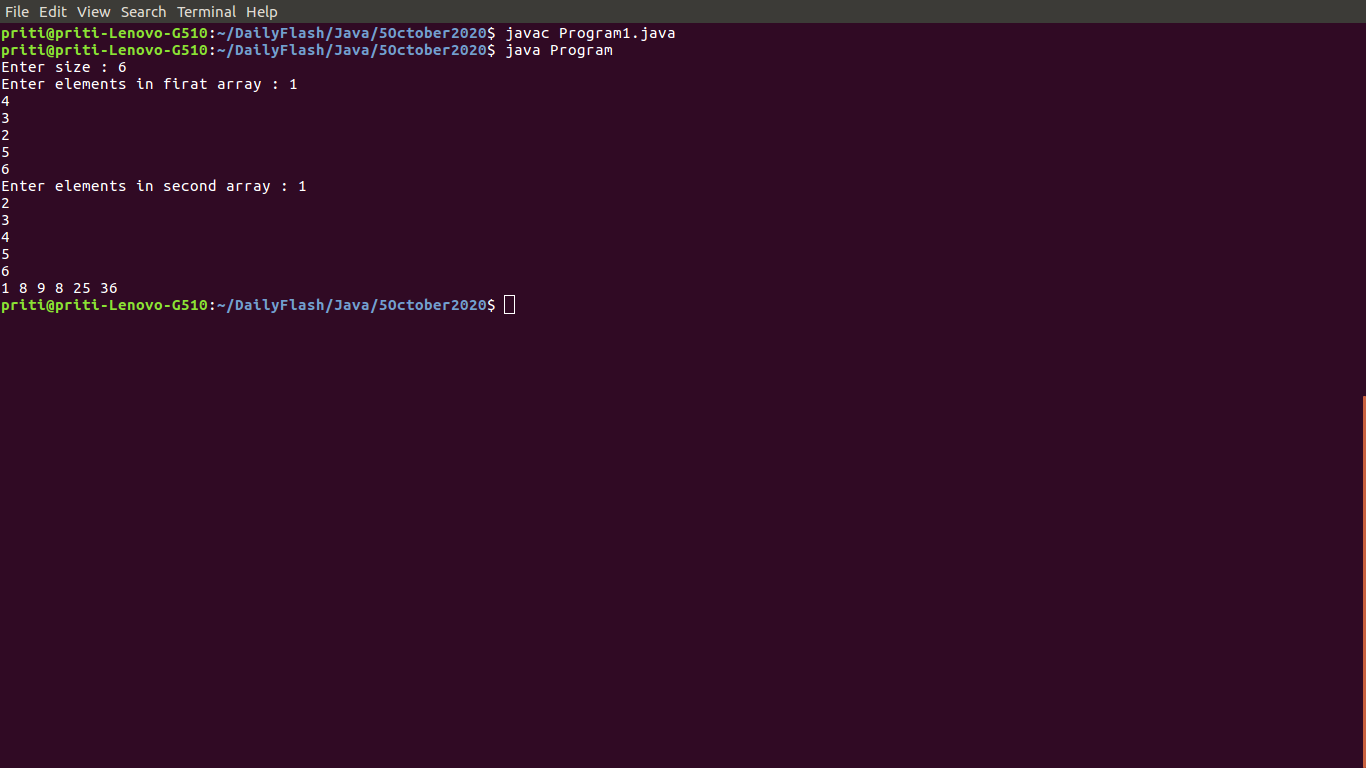 File Edit View Search Terminal Help
priti@priti-Lenovo-G510:~/DailyFlash/Java/5October2020$ javac Program1.java
priti@priti-Lenovo-G510:~/DailyFlash/Java/5October2020$ java Program
Enter size : 6
Enter elements in firat array : 1
4
3
2
5
6
Enter elements in second array : 1
2
3
4
5
6
1 8 9 8 25 36
priti@priti-Lenovo-G510:~/DailyFlash/Java/5October2020$